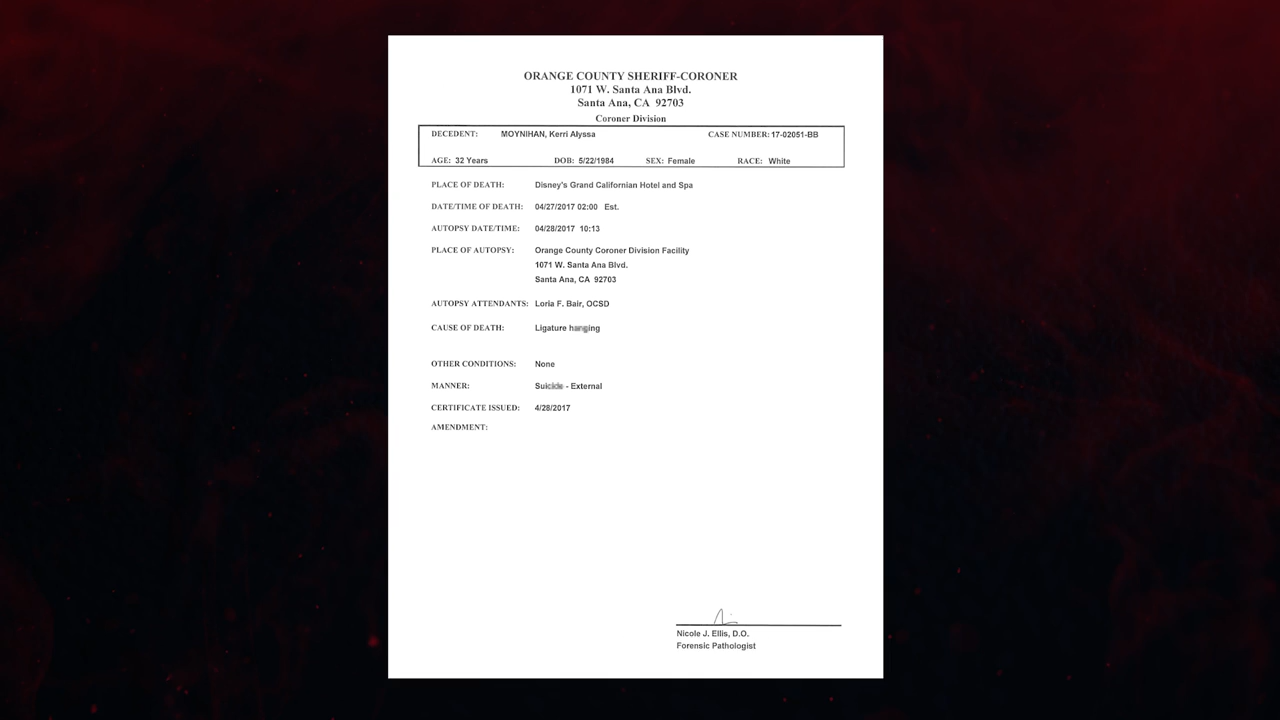 ORANGE COUNTY SHERIFF-CORONER
1071 W. Santa Ana Blvd.
Santa Ana, CA 92703
Coroner Division
DECEDENT: MOYNIHAN, Kerri Alyssa CASE NUMBER: 17-02051-BB
AGE: 32 Years DOB: 5/22/1984 SEX: Female RACE: White
PLACE OF DEATH: Disney's Grand Californian Hotel and Spa
DATE/TIME OF DEATH: 04/27/2017 02:00 Est.
AUTOPSY DATE/TIME: 04/28/2017 10:13
PLACE OF AUTOPSY: Orange County Coroner Division Facility
1071 W. Santa Ana Blvd.
Santa Ana, CA 92703
AUTOPSY ATTENDANTS: Loria F. Bair, OCSD
CAUSE OF DEATH: Ligature hanging
OTHER CONDITIONS: None
MANNER: Suicide - External
CERTIFICATE ISSUED: 4/28/2017
AMENDMENT:
Nicole J. Ellis, D.O.
Forensic Pathologist